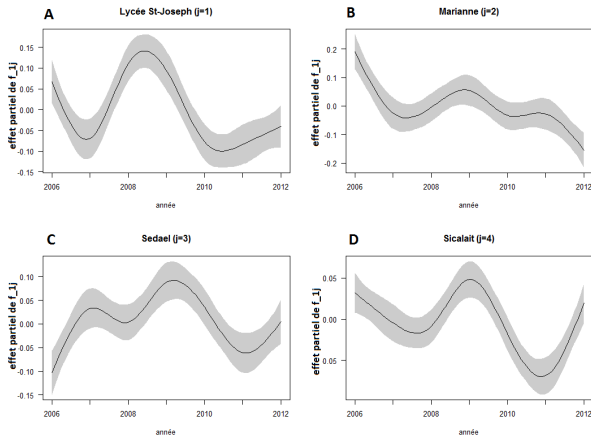 A
Lycée St-Joseph (j=1)
effet partiel de f_1j
0.15
0.10
0.05
0.00
-0.05
-0.10
-0.15
2006
2008
2010
2012
année
B
Marianne (j=2)
effet partiel de f_1j
0.2
0.1
0.0
-0.1
-0.2
2006
2008
2010
2012
année
C
Sedael (j=3)
effet partiel de f_1j
0.10
0.05
0.00
-0.05
-0.10
-0.15
2006
2008
2010
2012
année
D
Sicalait (j=4)
effet partiel de f_1j
0.05
0.00
0.05
2006
2008
2010
2012
année